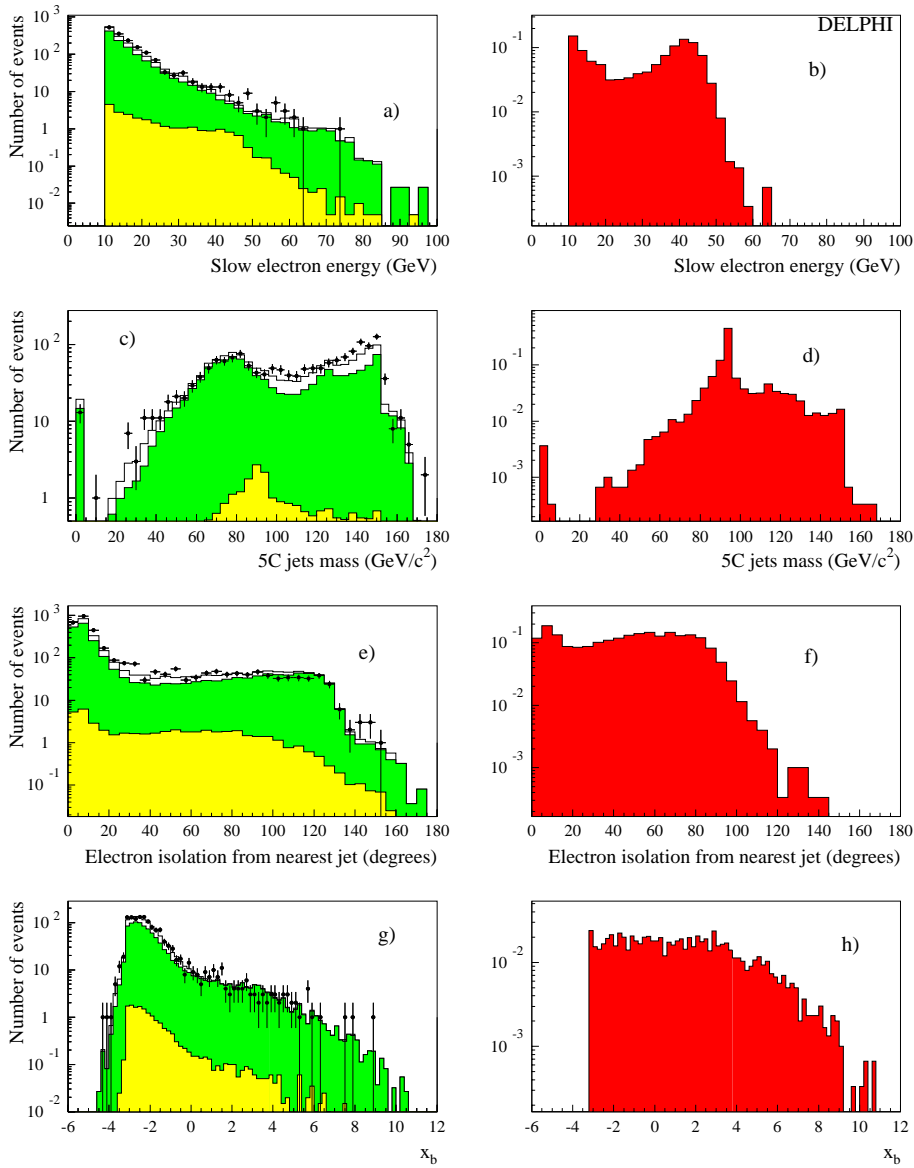 DELPHI
Number of events
10^3
10^2
10
1
10^-1
10^-2
a)
0 10 20 30 40 50 60 70 80 90 100
Slow electron energy (GeV)
10^-1
10^-2
10^-3
b)
0 10 20 30 40 50 60 70 80 90 100
Slow electron energy (GeV)
Number of events
10^2
10
1
c)
0 20 40 60 80 100 120 140 160 180
5C jets mass (GeV/c^2)
10^-1
10^-2
10^-3
d)
0 20 40 60 80 100 120 140 160 180
5C jets mass (GeV/c^2)
Number of events
10^3
10^2
10
1
10^-1
e)
0 20 40 60 80 100 120 140 160 180
Electron isolation from nearest jet (degrees)
10^-1
10^-2
10^-3
f)
0 20 40 60 80 100 120 140 160 180
Electron isolation from nearest jet (degrees)
Number of events
10^2
10
1
10^-1
10^-2
g)
-6 -4 -2 0 2 4 6 8 10 12
x_b
10^-2
10^-3
h)
-6 -4 -2 0 2 4 6 8 10 12
x_b